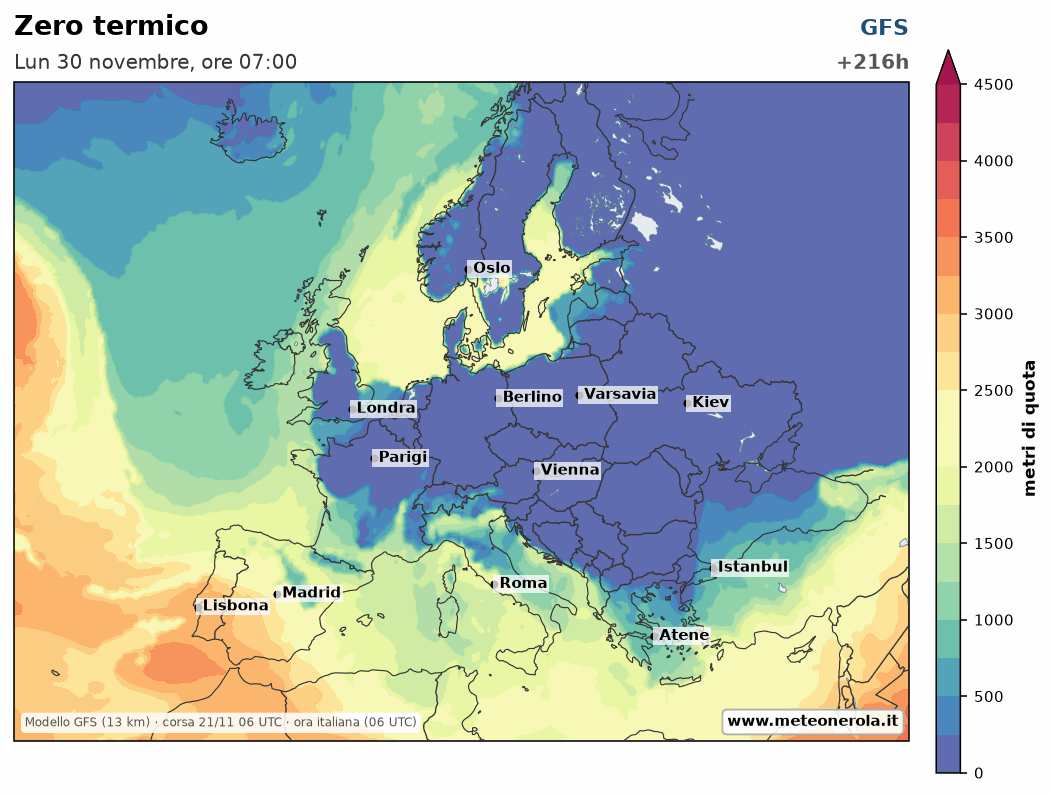 Zero termico
GFS
Lun 30 novembre, ore 07:00
+216h
Oslo
Londra
Berlino
Varsavia
Kiev
Parigi
Vienna
Istanbul
Roma
Madrid
Lisbona
Atene
Modello GFS (13 km) · corsa 21/11 06 UTC · ora italiana (06 UTC)
www.meteonerola.it
4500
4000
3500
3000
2500
2000
1500
1000
500
0
metri di quota